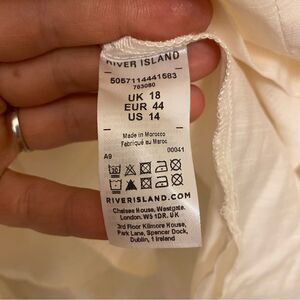 RIVER ISLAND
5057114441683
783080
UK 18
EUR 44
US 14
Made in Morocco
Fabriqué au Maroc
A9 00041
RIVERISLAND.COM
Chelsea House, Westgate,
London. W5 1DR. UK
3rd Floor Kilmore House,
Park Lane, Spencer Dock,
Dublin, 1 Ireland